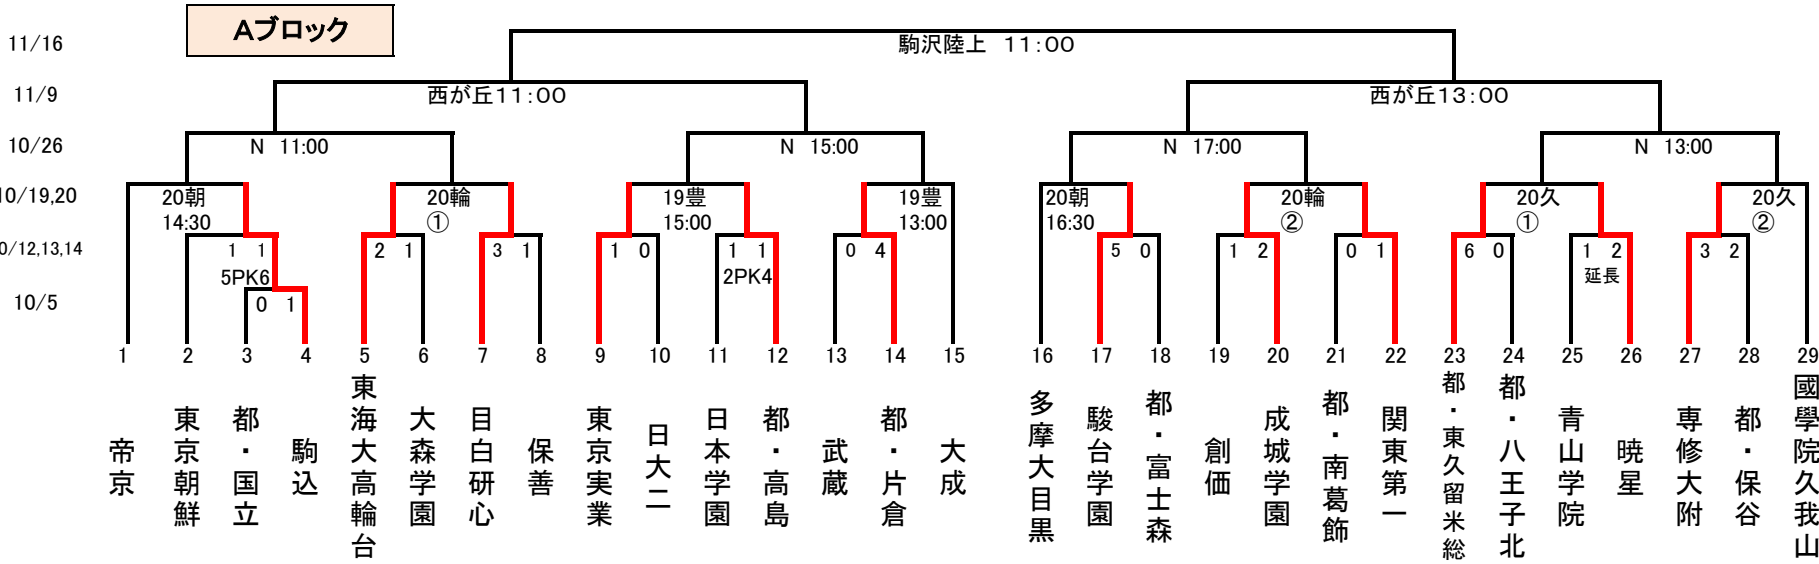 Aブロック
11/16
駒沢陸上 11:00
11/9
西が丘11:00
西が丘13:00
10/26
N 11:00
N 15:00
N 17:00
N 13:00
10/19,20
20朝
14:30
20輪
①
19豊
15:00
19豊
13:00
20朝
16:30
20輪
②
20久
①
20久
②
0/12,13,14
1 1
5PK6
2 1
3 1
1 0
1 1
2PK4
0 4
5 0
1 2
0 1
6 0
1 2
延長
3 2
10/5
0 1
1 2 3 4 5 6 7 8 9 10 11 12 13 14 15 16 17 18 19 20 21 22 23 24 25 26 27 28 29
帝京
東京朝鮮
都・国立
駒込
東海大高輪台
大森学園
目白研心
保善
東京実業
日大二
日本学園
都・高島
武蔵
都・片倉
大成
多摩大目黒
駿台学園
都・富士森
創価
成城学園
都・南葛飾
関東第一
都・東久留米総
都・八王子北
青山学院
暁星
専修大附
都・保谷
國學院久我山